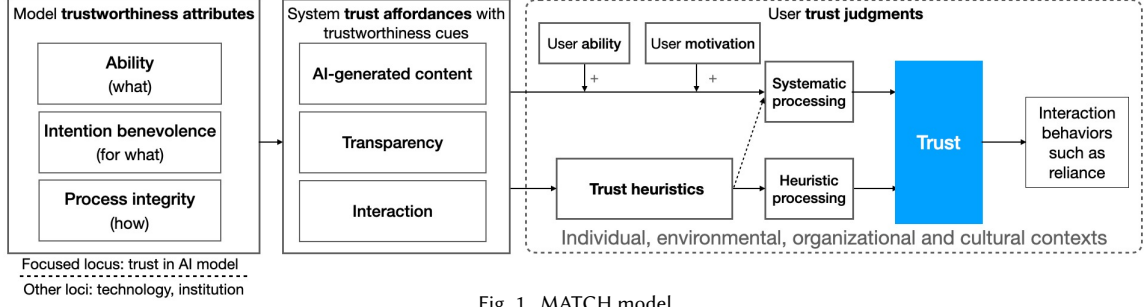 Model trustworthiness attributes
Ability
(what)
Intention benevolence
(for what)
Process integrity
(how)
Focused locus: trust in AI model
Other loci: technology, institution
System trust affordances with
trustworthiness cues
AI-generated content
Transparency
Interaction
User trust judgments
User ability
User motivation
+
+
Systematic
processing
Trust heuristics
Heuristic
processing
Trust
Interaction
behaviors
such as
reliance
Individual, environmental, organizational and cultural contexts
Fig. 1. MATCH model